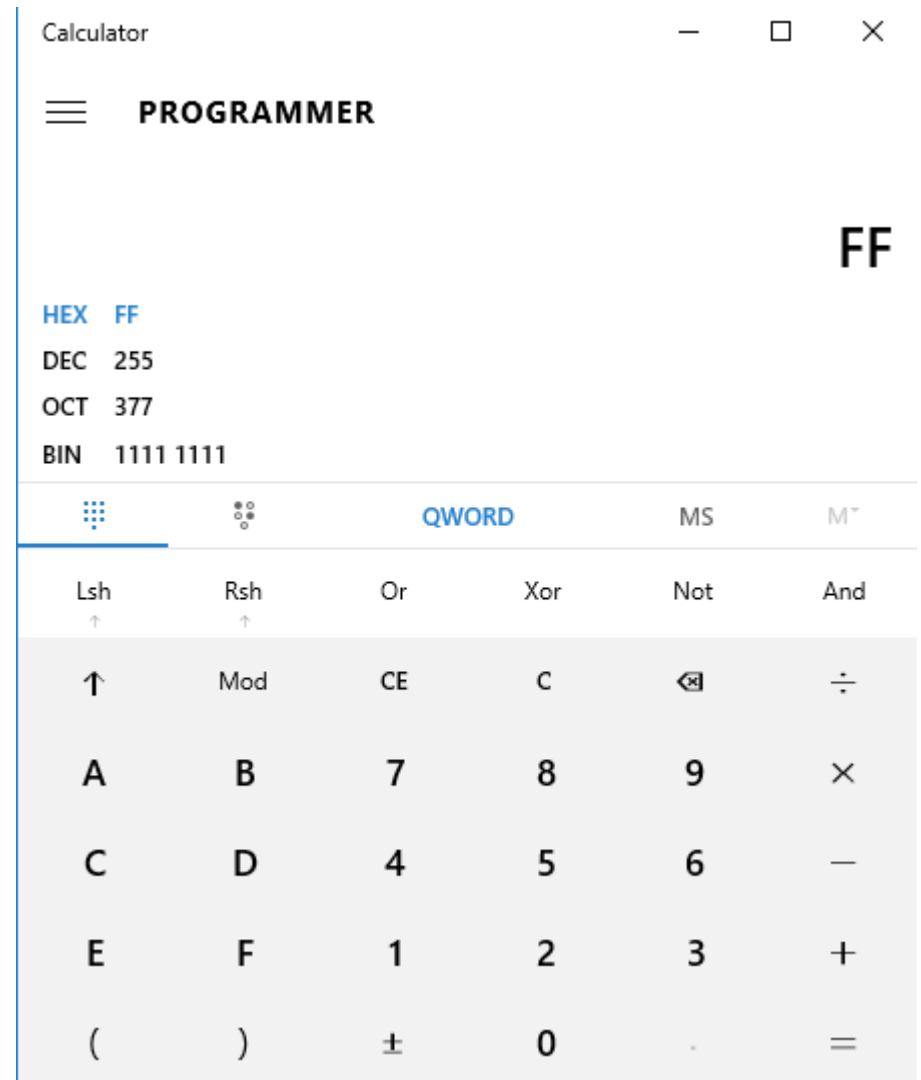 Calculator
PROGRAMMER
FF
HEX FF
DEC 255
OCT 377
BIN 1111 1111
QWORD MS M
Lsh Rsh Or Xor Not And
↑ Mod CE C ÷
A B 7 8 9 ×
C D 4 5 6 −
E F 1 2 3 +
( ) ± 0 . =